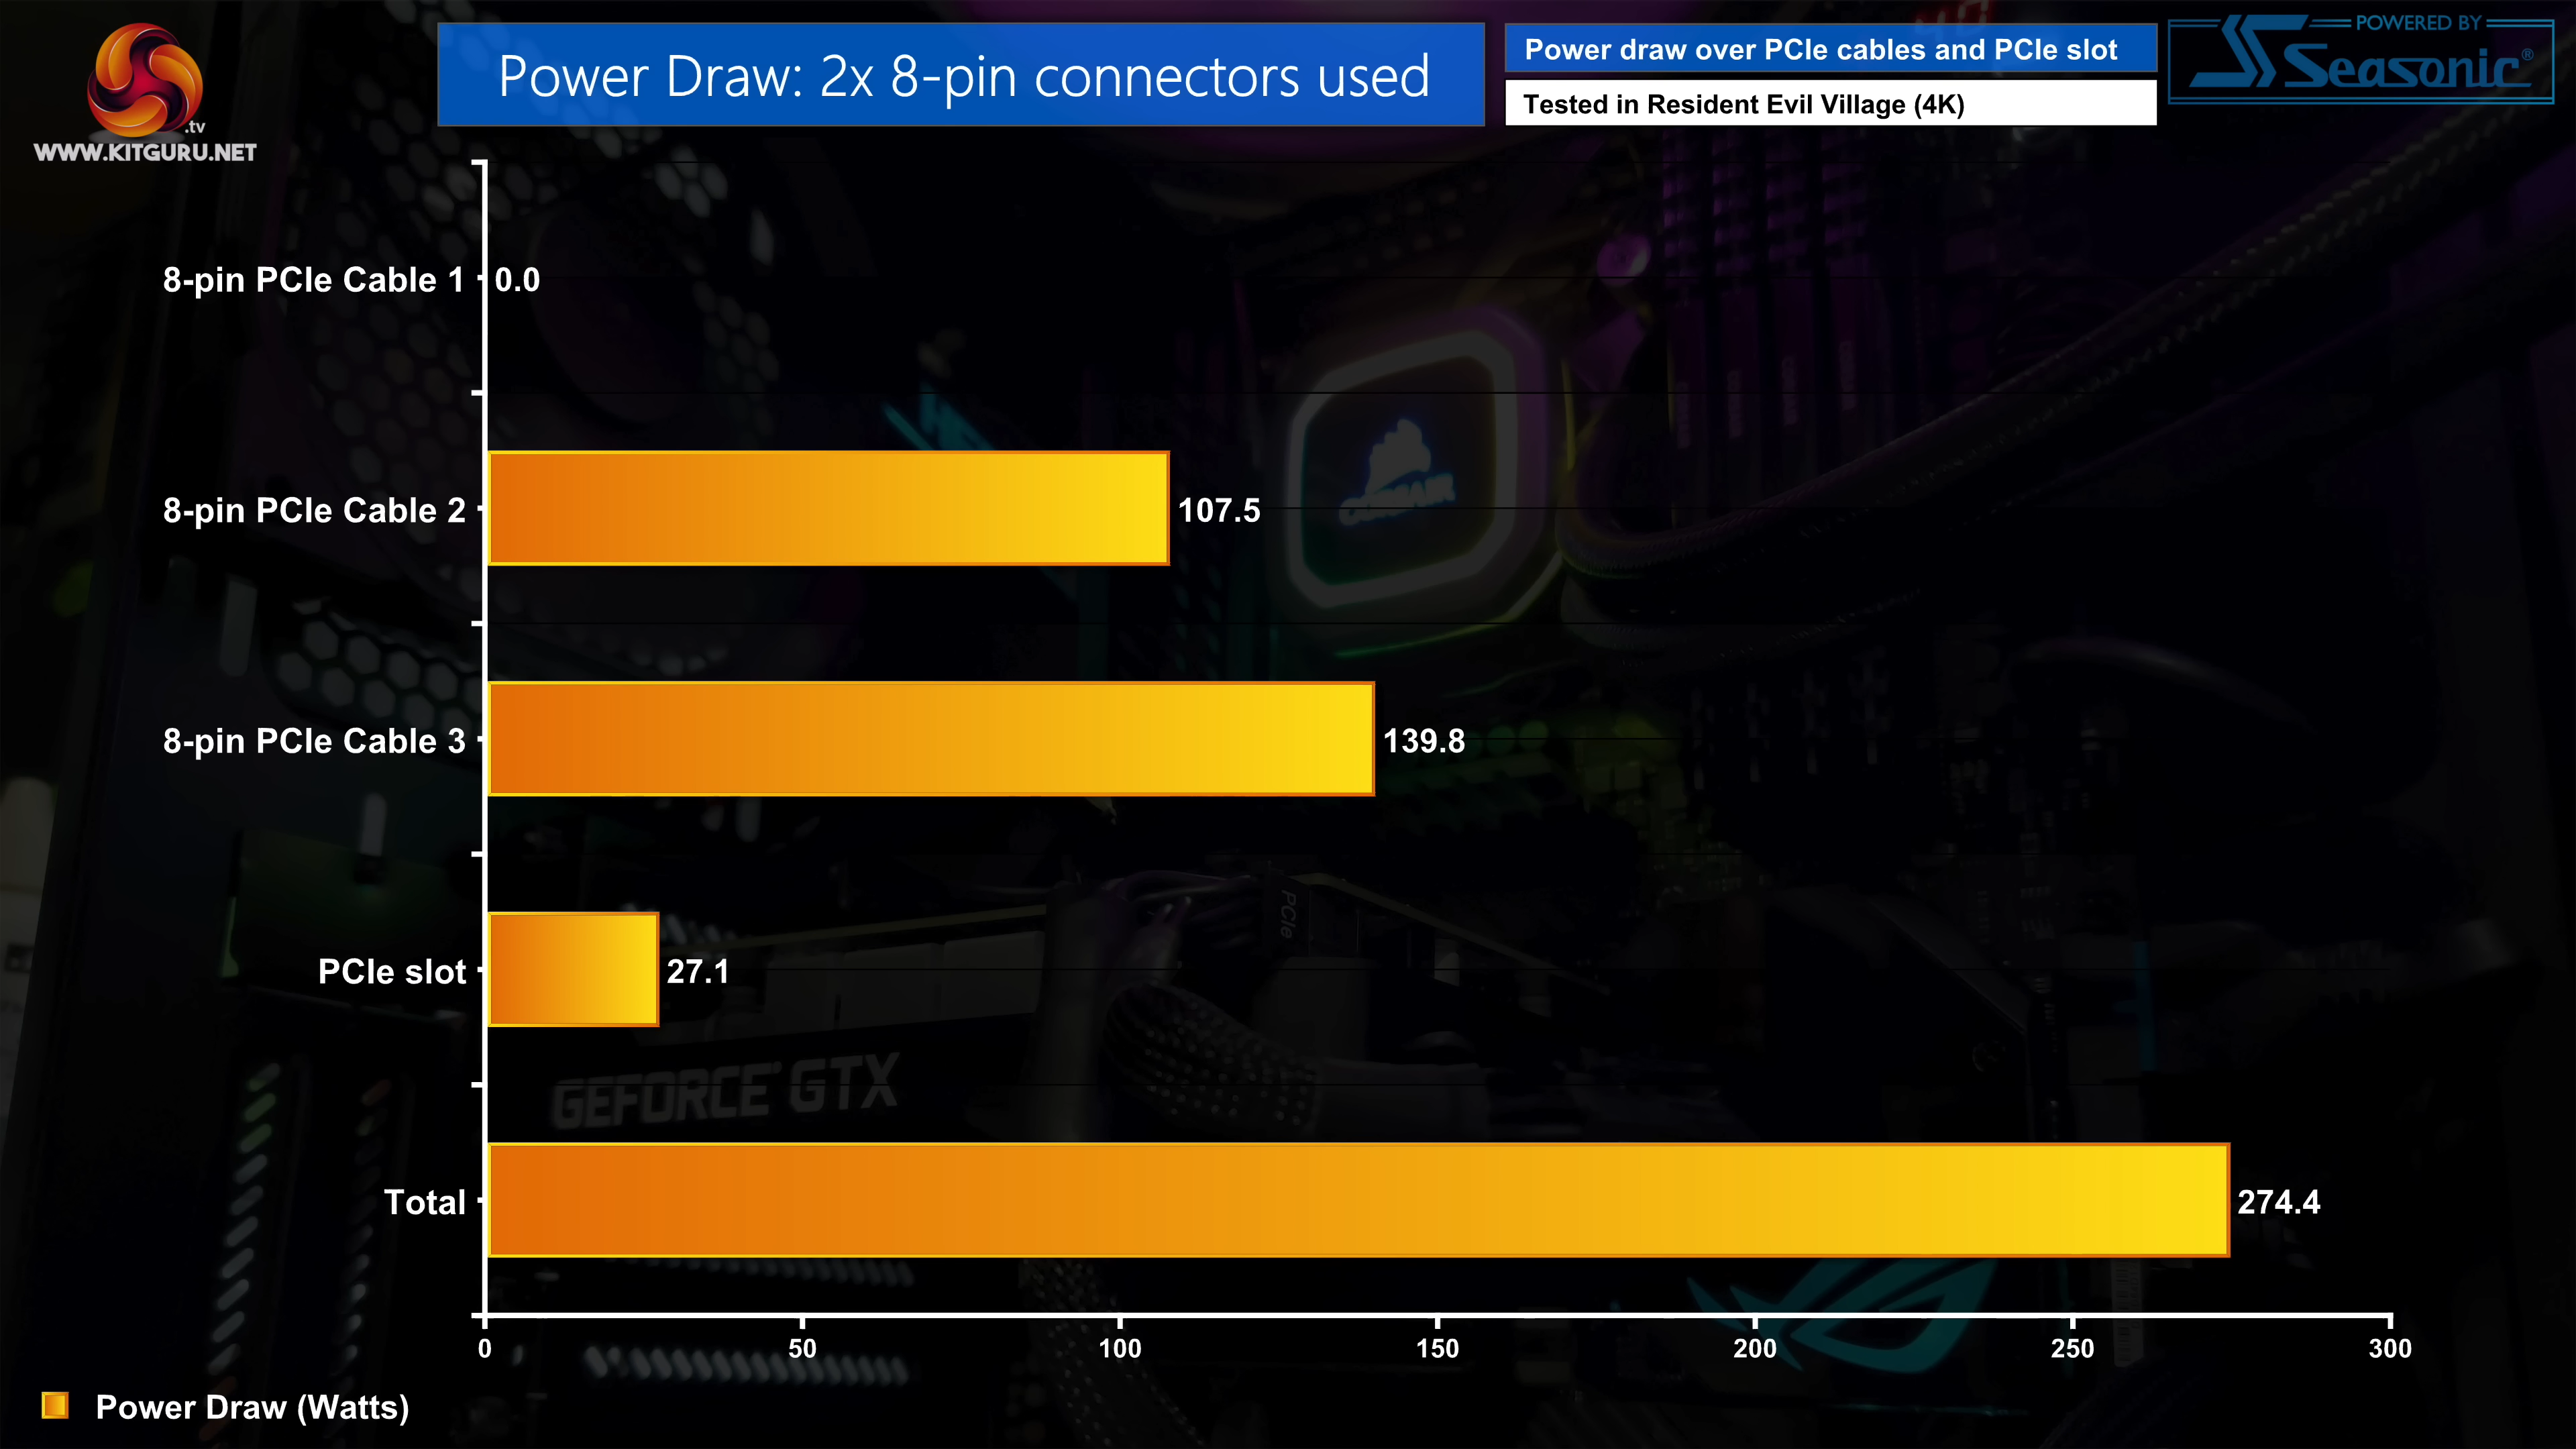 .tv
WWW.KITGURU.NET
Power Draw: 2x 8-pin connectors used
Power draw over PCIe cables and PCIe slot
Tested in Resident Evil Village (4K)
POWERED BY
Seasonic®
8-pin PCIe Cable 1
0.0
8-pin PCIe Cable 2
107.5
CORSAIR
8-pin PCIe Cable 3
139.8
PCIe
PCIe slot
27.1
GEFORCE GTX
Total
274.4
0 50 100 150 200 250 300
Power Draw (Watts)